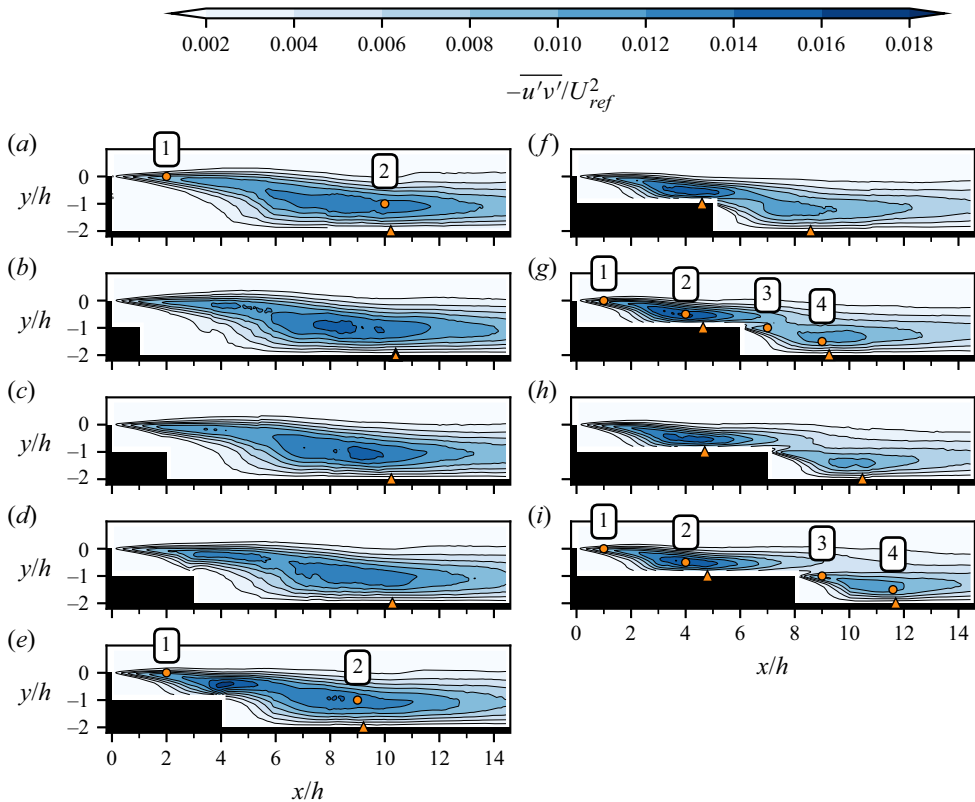 0.002 0.004 0.006 0.008 0.010 0.012 0.014 0.016 0.018
−u′v′/U²ref
(a) 1 2
y/h 0 −1 −2
(b)
y/h 0 −1 −2
(c)
y/h 0 −1 −2
(d)
y/h 0 −1 −2
(e) 1 2
y/h 0 −1 −2
0 2 4 6 8 10 12 14
x/h
(f)
(g) 1 2 3 4
(h)
(i) 1 2 3 4
0 2 4 6 8 10 12 14
x/h